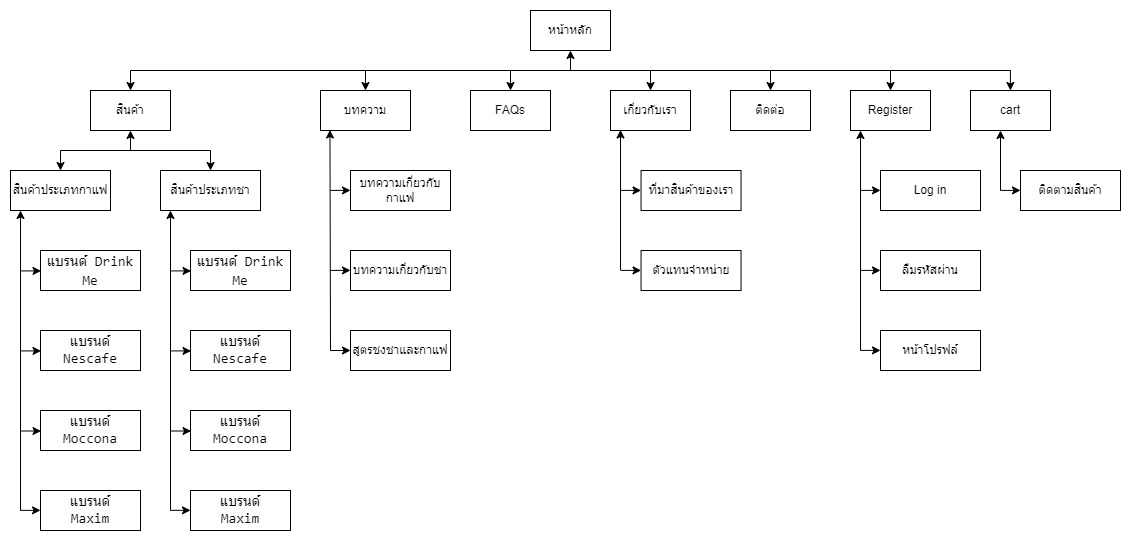 หน้าหลัก
สินค้า
บทความ
FAQs
เกี่ยวกับเรา
ติดต่อ
Register
cart
สินค้าประเภทกาแฟ
สินค้าประเภทชา
บทความเกี่ยวกับ
กาแฟ
ที่มาสินค้าของเรา
Log in
ติดตามสินค้า
แบรนด์ Drink
Me
แบรนด์ Drink
Me
บทความเกี่ยวกับชา
ตัวแทนจำหน่าย
ลืมรหัสผ่าน
แบรนด์
Nescafe
แบรนด์
Nescafe
สูตรชงชาและกาแฟ
หน้าโปรฟล์
แบรนด์
Moccona
แบรนด์
Moccona
แบรนด์
Maxim
แบรนด์
Maxim